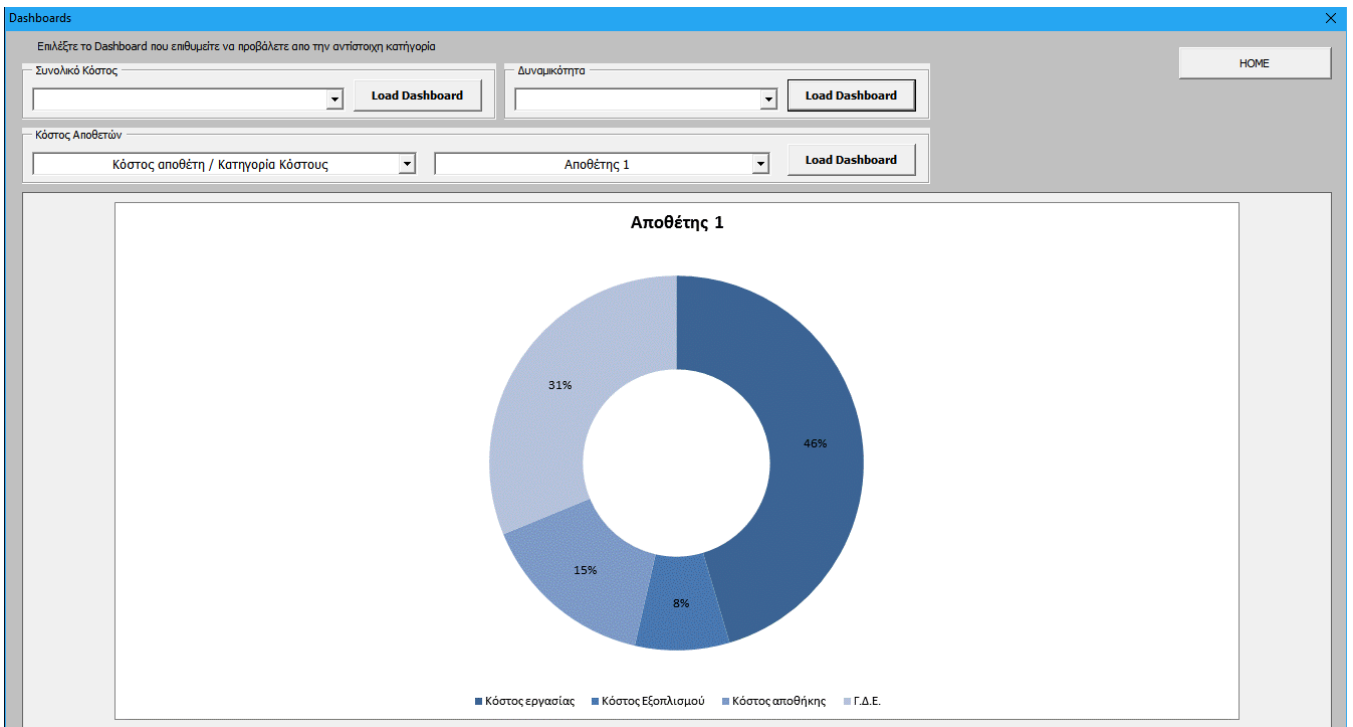 Dashboards
Επιλέξτε το Dashboard που επιθυμείτε να προβάλετε απο την αντίστοιχη κατήγορία
HOME
Συνολικό Κόστος
Δυναμικότητα
Load Dashboard
Load Dashboard
Κόστος Αποθετών
Κόστος αποθέτη / Κατηγορία Κόστους
Αποθέτης 1
Load Dashboard
Αποθέτης 1
31%
46%
15%
8%
Κόστος εργασίας Κόστος Εξοπλισμού Κόστος αποθήκης Γ.Δ.Ε.